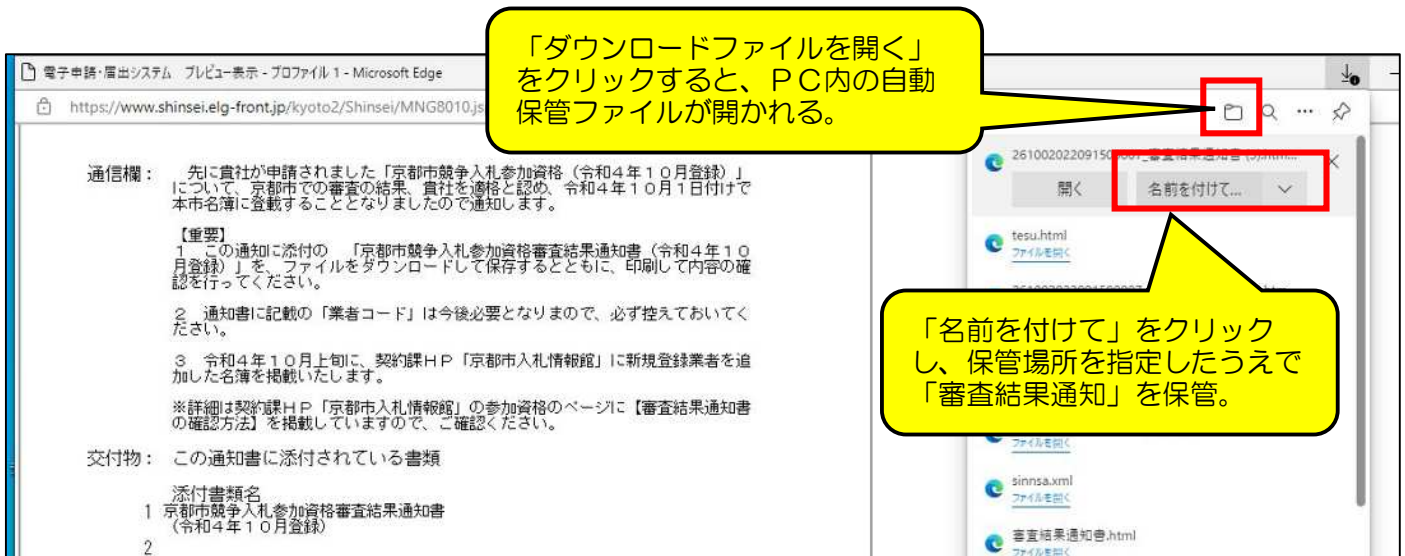 「ダウンロードファイルを開く」
をクリックすると、ＰＣ内の自動
保管ファイルが開かれる。
電子申請・届出システム プレビュー表示 - プロファイル 1 - Microsoft Edge
https://www.shinsei.elg-front.jp/kyoto2/Shinsei/MNG8010.js
通信欄： 先に貴社が申請されました「京都市競争入札参加資格（令和４年１０月登録）」
について、京都市での審査の結果、貴社を適格と認め、令和４年１０月１日付けで
本市名簿に登載することとなりましたので通知します。
【重要】
１ この通知に添付の 「京都市競争入札参加資格審査結果通知書（令和４年１０
月登録）」を、ファイルをダウンロードして保存するとともに、印刷して内容の確
認を行ってください。
２ 通知書に記載の「業者コード」は今後必要となりまので、必ず控えておいてく
ださい。
３ 令和４年１０月上旬に、契約課ＨＰ「京都市入札情報館」に新規登録業者を追
加した名簿を掲載いたします。
※詳細は契約課ＨＰ「京都市入札情報館」の参加資格のページに【審査結果通知書
の確認方法】を掲載していますので、ご確認ください。
交付物： この通知書に添付されている書類
添付書類名
1 京都市競争入札参加資格審査結果通知書
（令和４年１０月登録）
2
開く 名前を付けて...
tesu.html
ファイルを開く
「名前を付けて」をクリック
し、保管場所を指定したうえで
「審査結果通知」を保管。
ファイルを開く
sinnsa.xml
ファイルを開く
審査結果通知書.html
ファイルを開く